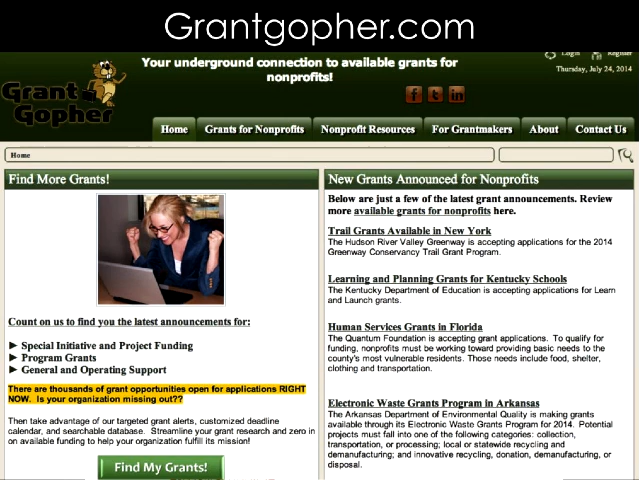 Grantgopher.com
Your underground connection to available grants for
nonprofits!
Login
Register
Thursday, July 24, 2014
Grant
Gopher
Home
Grants for Nonprofits
Nonprofit Resources
For Grantmakers
About
Contact Us
Home
Find More Grants!
Count on us to find you the latest announcements for:
► Special Initiative and Project Funding
► Program Grants
► General and Operating Support
There are thousands of grant opportunities open for applications RIGHT
NOW. Is your organization missing out??
Then take advantage of our targeted grant alerts, customized deadline
calendar, and searchable database. Streamline your grant research and zero in
on available funding to help your organization fulfill its mission!
Find My Grants!
New Grants Announced for Nonprofits
Below are just a few of the latest grant announcements. Review
more available grants for nonprofits here.
Trail Grants Available in New York
The Hudson River Valley Greenway is accepting applications for the 2014
Greenway Conservancy Trail Grant Program.
Learning and Planning Grants for Kentucky Schools
The Kentucky Department of Education is accepting applications for Learn
and Launch grants.
Human Services Grants in Florida
The Quantum Foundation is accepting grant applications. To qualify for
funding, nonprofits must be working toward providing basic needs to the
county's most vulnerable residents. Those needs include food, shelter,
clothing and transportation.
Electronic Waste Grants Program in Arkansas
The Arkansas Department of Environmental Quality is making grants
available through its Electronic Waste Grants Program for 2014. Potential
projects must fall into one of the following categories: collection,
transportation, or processing; local or statewide recycling and
demanufacturing; and innovative recycling, donation, demanufacturing, or
disposal.